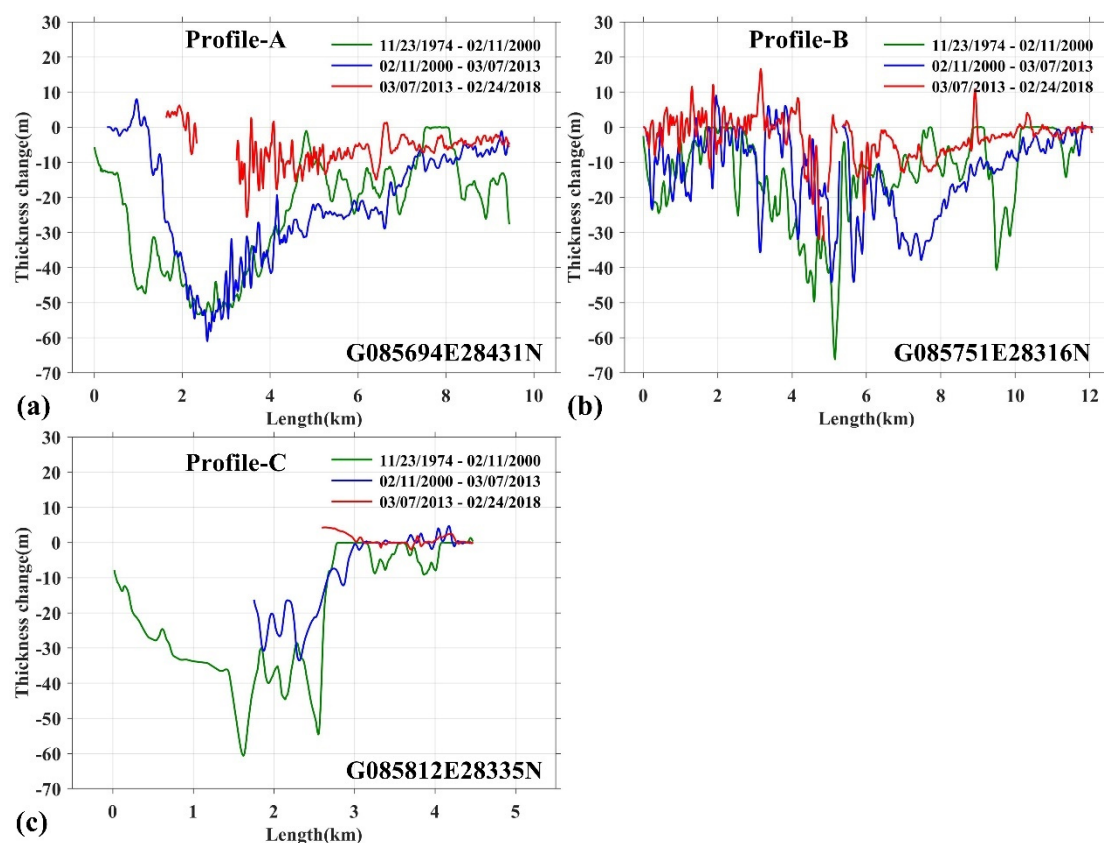 Profile-A
11/23/1974 - 02/11/2000
02/11/2000 - 03/07/2013
03/07/2013 - 02/24/2018
30
20
10
0
-10
-20
-30
-40
-50
-60
-70
Thickness change(m)
G085694E28431N
0 2 4 6 8 10
Length(km)
(a)
Profile-B
11/23/1974 - 02/11/2000
02/11/2000 - 03/07/2013
03/07/2013 - 02/24/2018
30
20
10
0
-10
-20
-30
-40
-50
-60
-70
Thickness change(m)
G085751E28316N
0 2 4 6 8 10 12
Length(km)
(b)
Profile-C
11/23/1974 - 02/11/2000
02/11/2000 - 03/07/2013
03/07/2013 - 02/24/2018
30
20
10
0
-10
-20
-30
-40
-50
-60
-70
Thickness change(m)
G085812E28335N
0 1 2 3 4 5
Length(km)
(c)